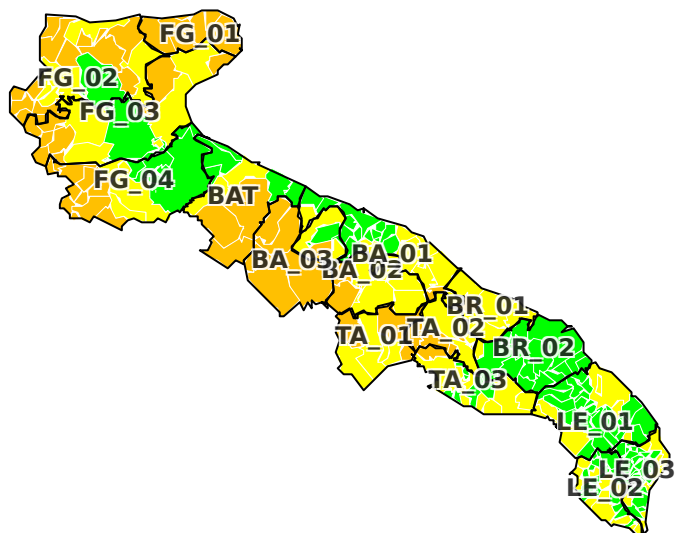 FG_01
FG_02
FG_03
FG_04
BAT
BA_01
BA_03
BA_02
BR_01
TA_01
TA_02
BR_02
TA_03
LE_01
LE_03
LE_02